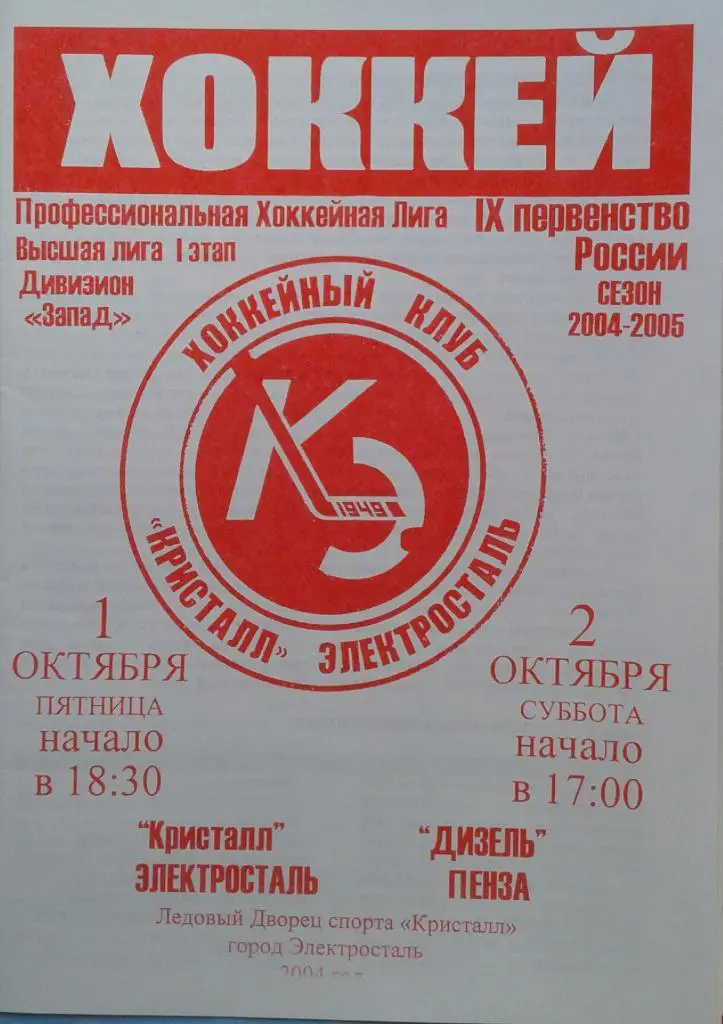 ХОККЕЙ
Профессиональная Хоккейная Лига
Высшая лига I этап
Дивизион
«Запад»
IX первенство
России
сезон
2004-2005
ХОККЕЙНЫЙ КЛУБ
«КРИСТАЛЛ» ЭЛЕКТРОСТАЛЬ
КЭ
1949
1
ОКТЯБРЯ
ПЯТНИЦА
начало
в 18:30
2
ОКТЯБРЯ
СУББОТА
начало
в 17:00
"Кристалл"
ЭЛЕКТРОСТАЛЬ
"ДИЗЕЛЬ"
ПЕНЗА
Ледовый Дворец спорта «Кристалл»
город Электросталь
2004 год